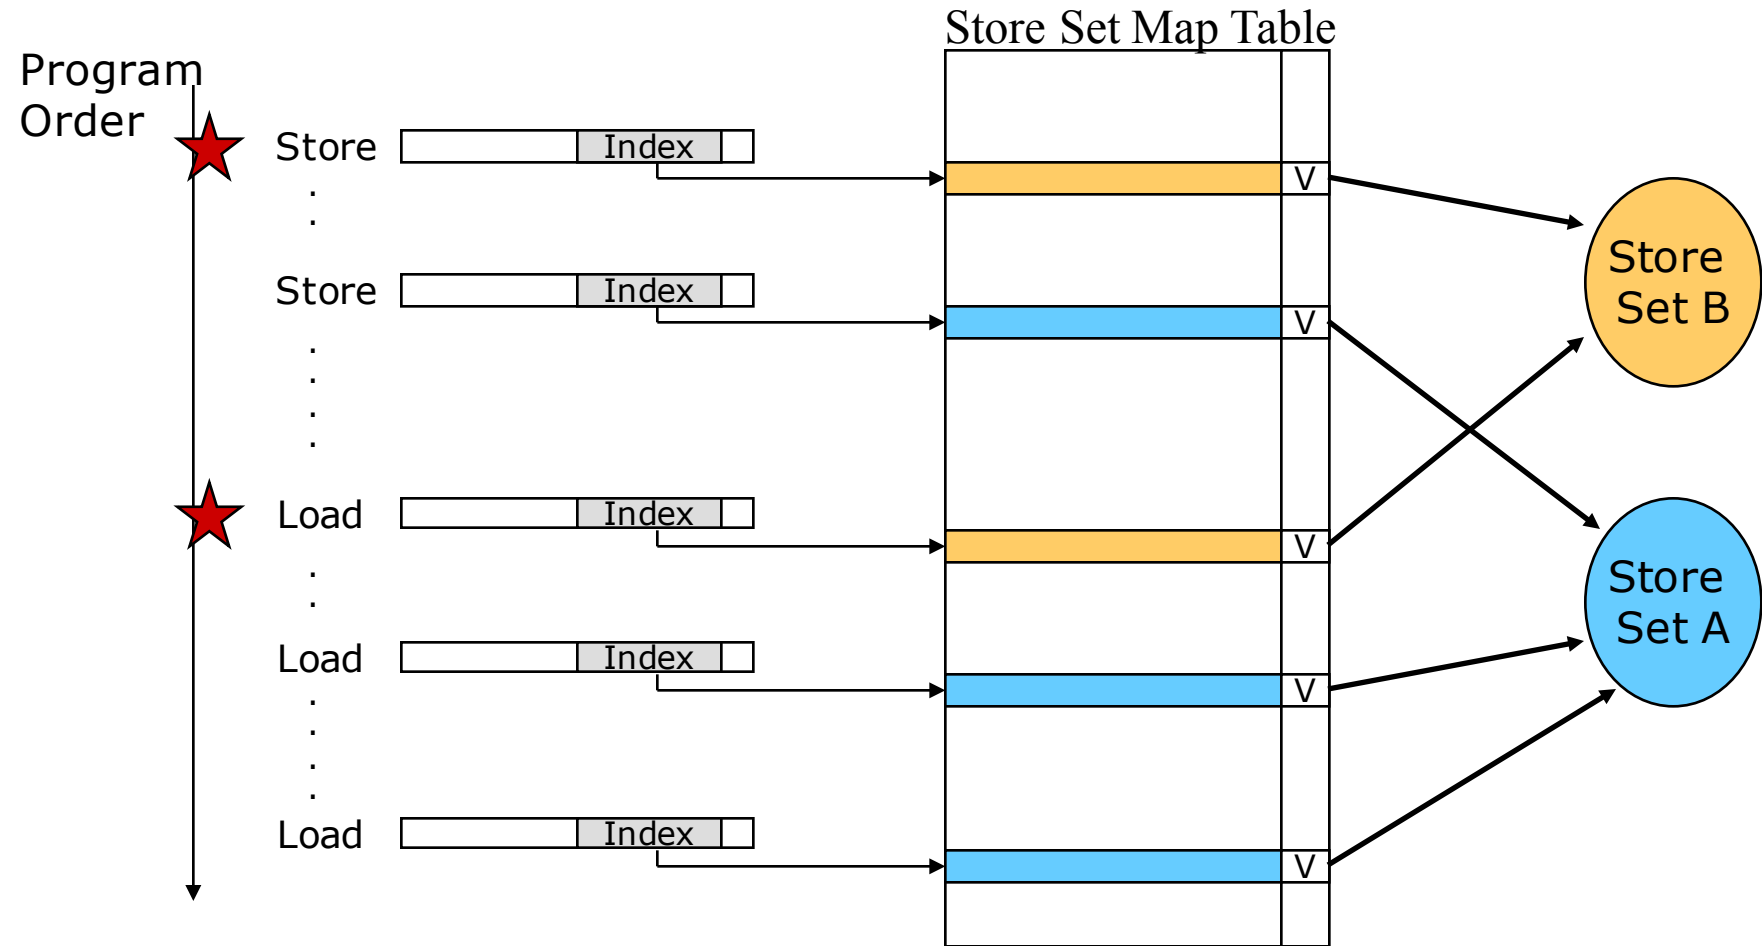 Store Set Map Table
Program
Order
Store Index
V
.
.
Store
Set B
Store Index
V
.
.
.
.
Load Index
V
.
.
Store
Set A
Load Index
V
.
.
.
.
Load Index
V